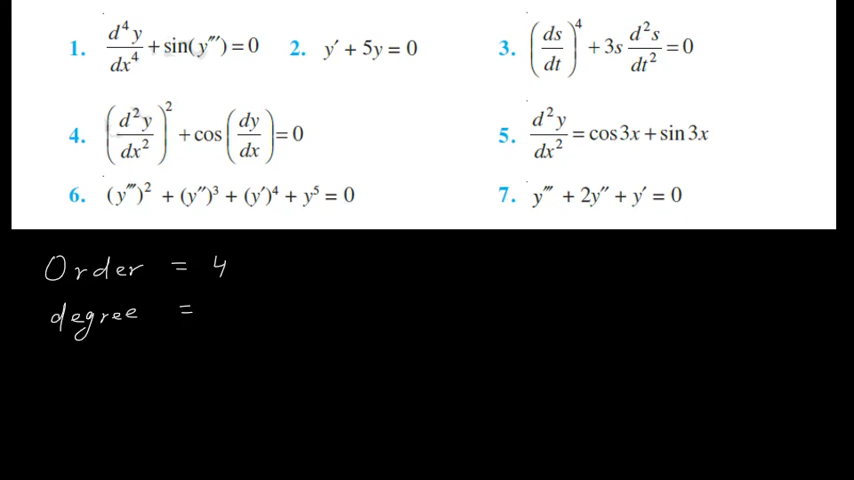 1. d⁴y/dx⁴ + sin(y‴) = 0 2. y′ + 5y = 0 3. (ds/dt)⁴ + 3s d²s/dt² = 0
4. (d²y/dx²)² + cos(dy/dx) = 0 5. d²y/dx² = cos3x + sin3x
6. (y‴)² + (y″)³ + (y′)⁴ + y⁵ = 0 7. y‴ + 2y″ + y′ = 0
Order = 4
degree =